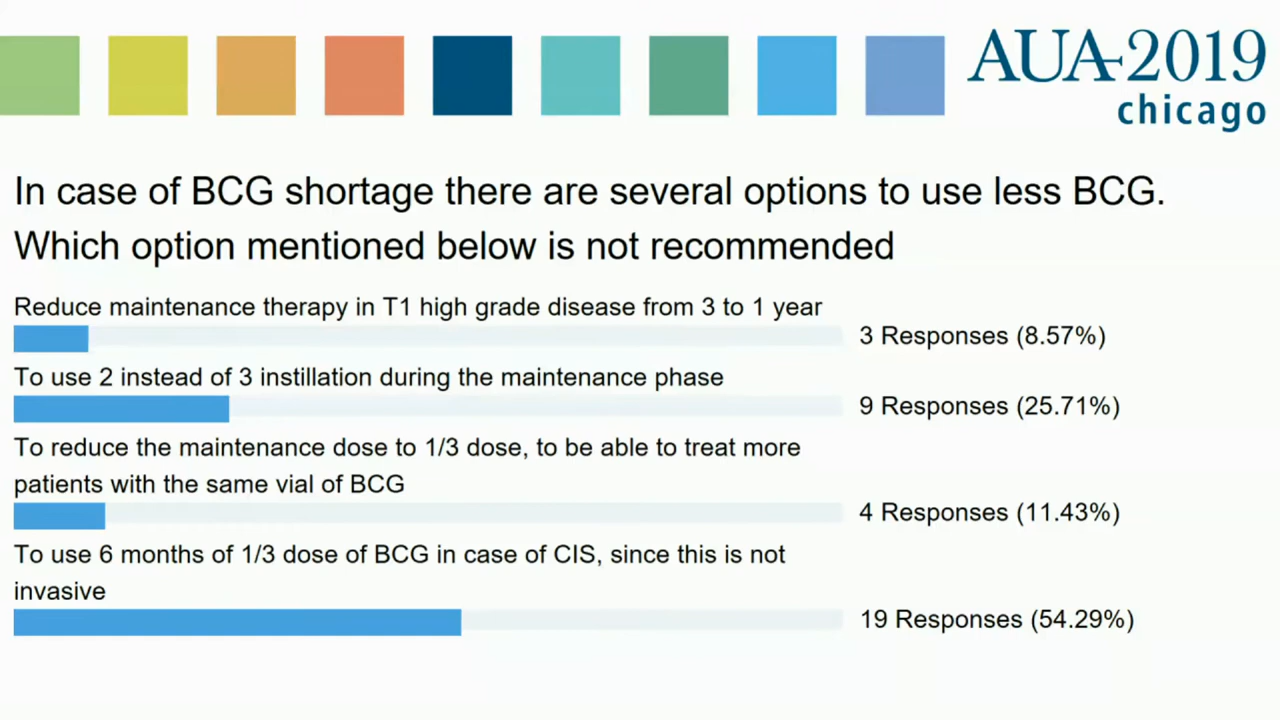 AUA-2019
chicago
In case of BCG shortage there are several options to use less BCG.
Which option mentioned below is not recommended
Reduce maintenance therapy in T1 high grade disease from 3 to 1 year
3 Responses (8.57%)
To use 2 instead of 3 instillation during the maintenance phase
9 Responses (25.71%)
To reduce the maintenance dose to 1/3 dose, to be able to treat more
patients with the same vial of BCG
4 Responses (11.43%)
To use 6 months of 1/3 dose of BCG in case of CIS, since this is not
invasive
19 Responses (54.29%)